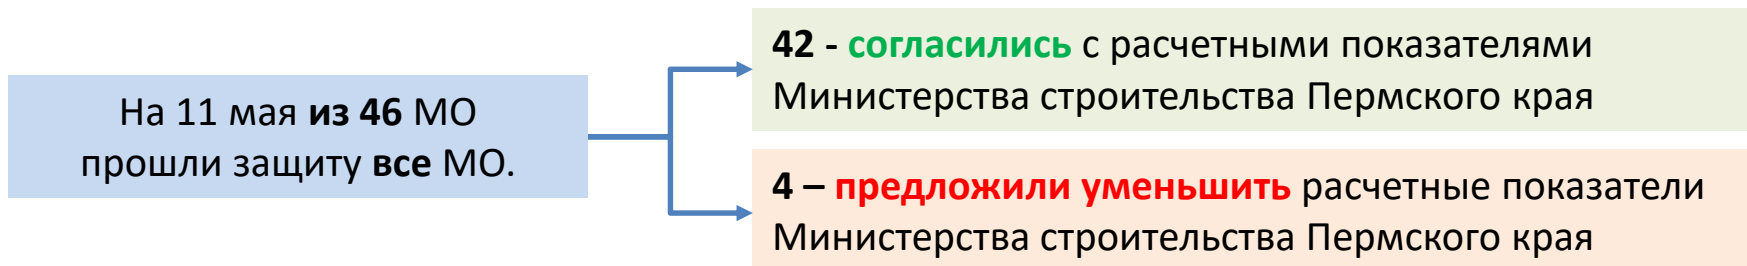 На 11 мая из 46 МО
прошли защиту все МО.
42 - согласились с расчетными показателями
Министерства строительства Пермского края
4 – предложили уменьшить расчетные показатели
Министерства строительства Пермского края